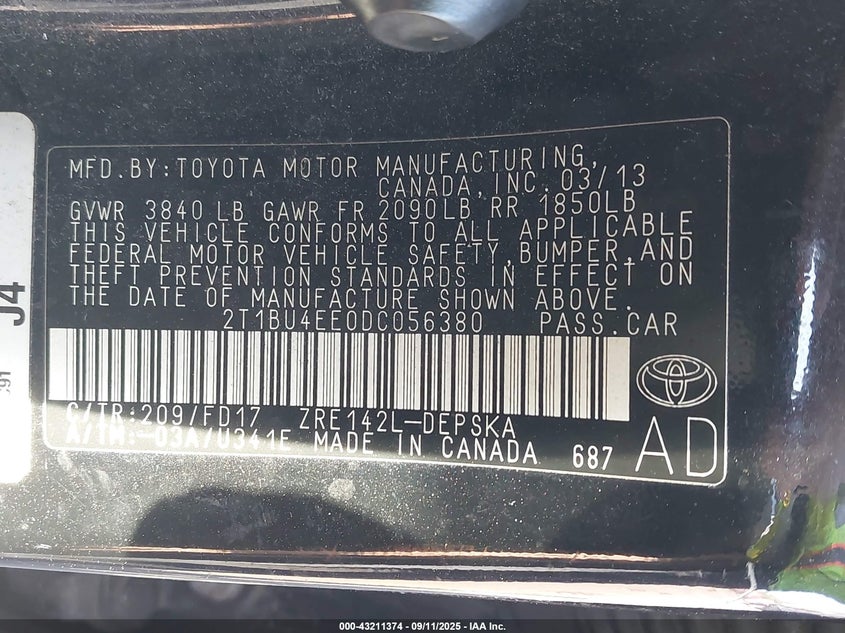 MFD.BY:TOYOTA MOTOR MANUFACTURING,
CANADA,INC. 03/13
GVWR 3840 LB GAWR FR 2090LB RR 1850LB
THIS VEHICLE CONFORMS TO ALL APPLICABLE
FEDERAL MOTOR VEHICLE SAFETY,BUMPER,AND
THEFT PREVENTION STANDARDS IN EFFECT ON
THE DATE OF MANUFACTURE SHOWN ABOVE.
2T1BU4EE0DC056380 PASS.CAR
C/TR:209/FD17 ZRE142L-DEPSKA
A/TM:-03A/U341E MADE IN CANADA 687
AD
J4
000-43211374 - 09/11/2025 - IAA Inc.